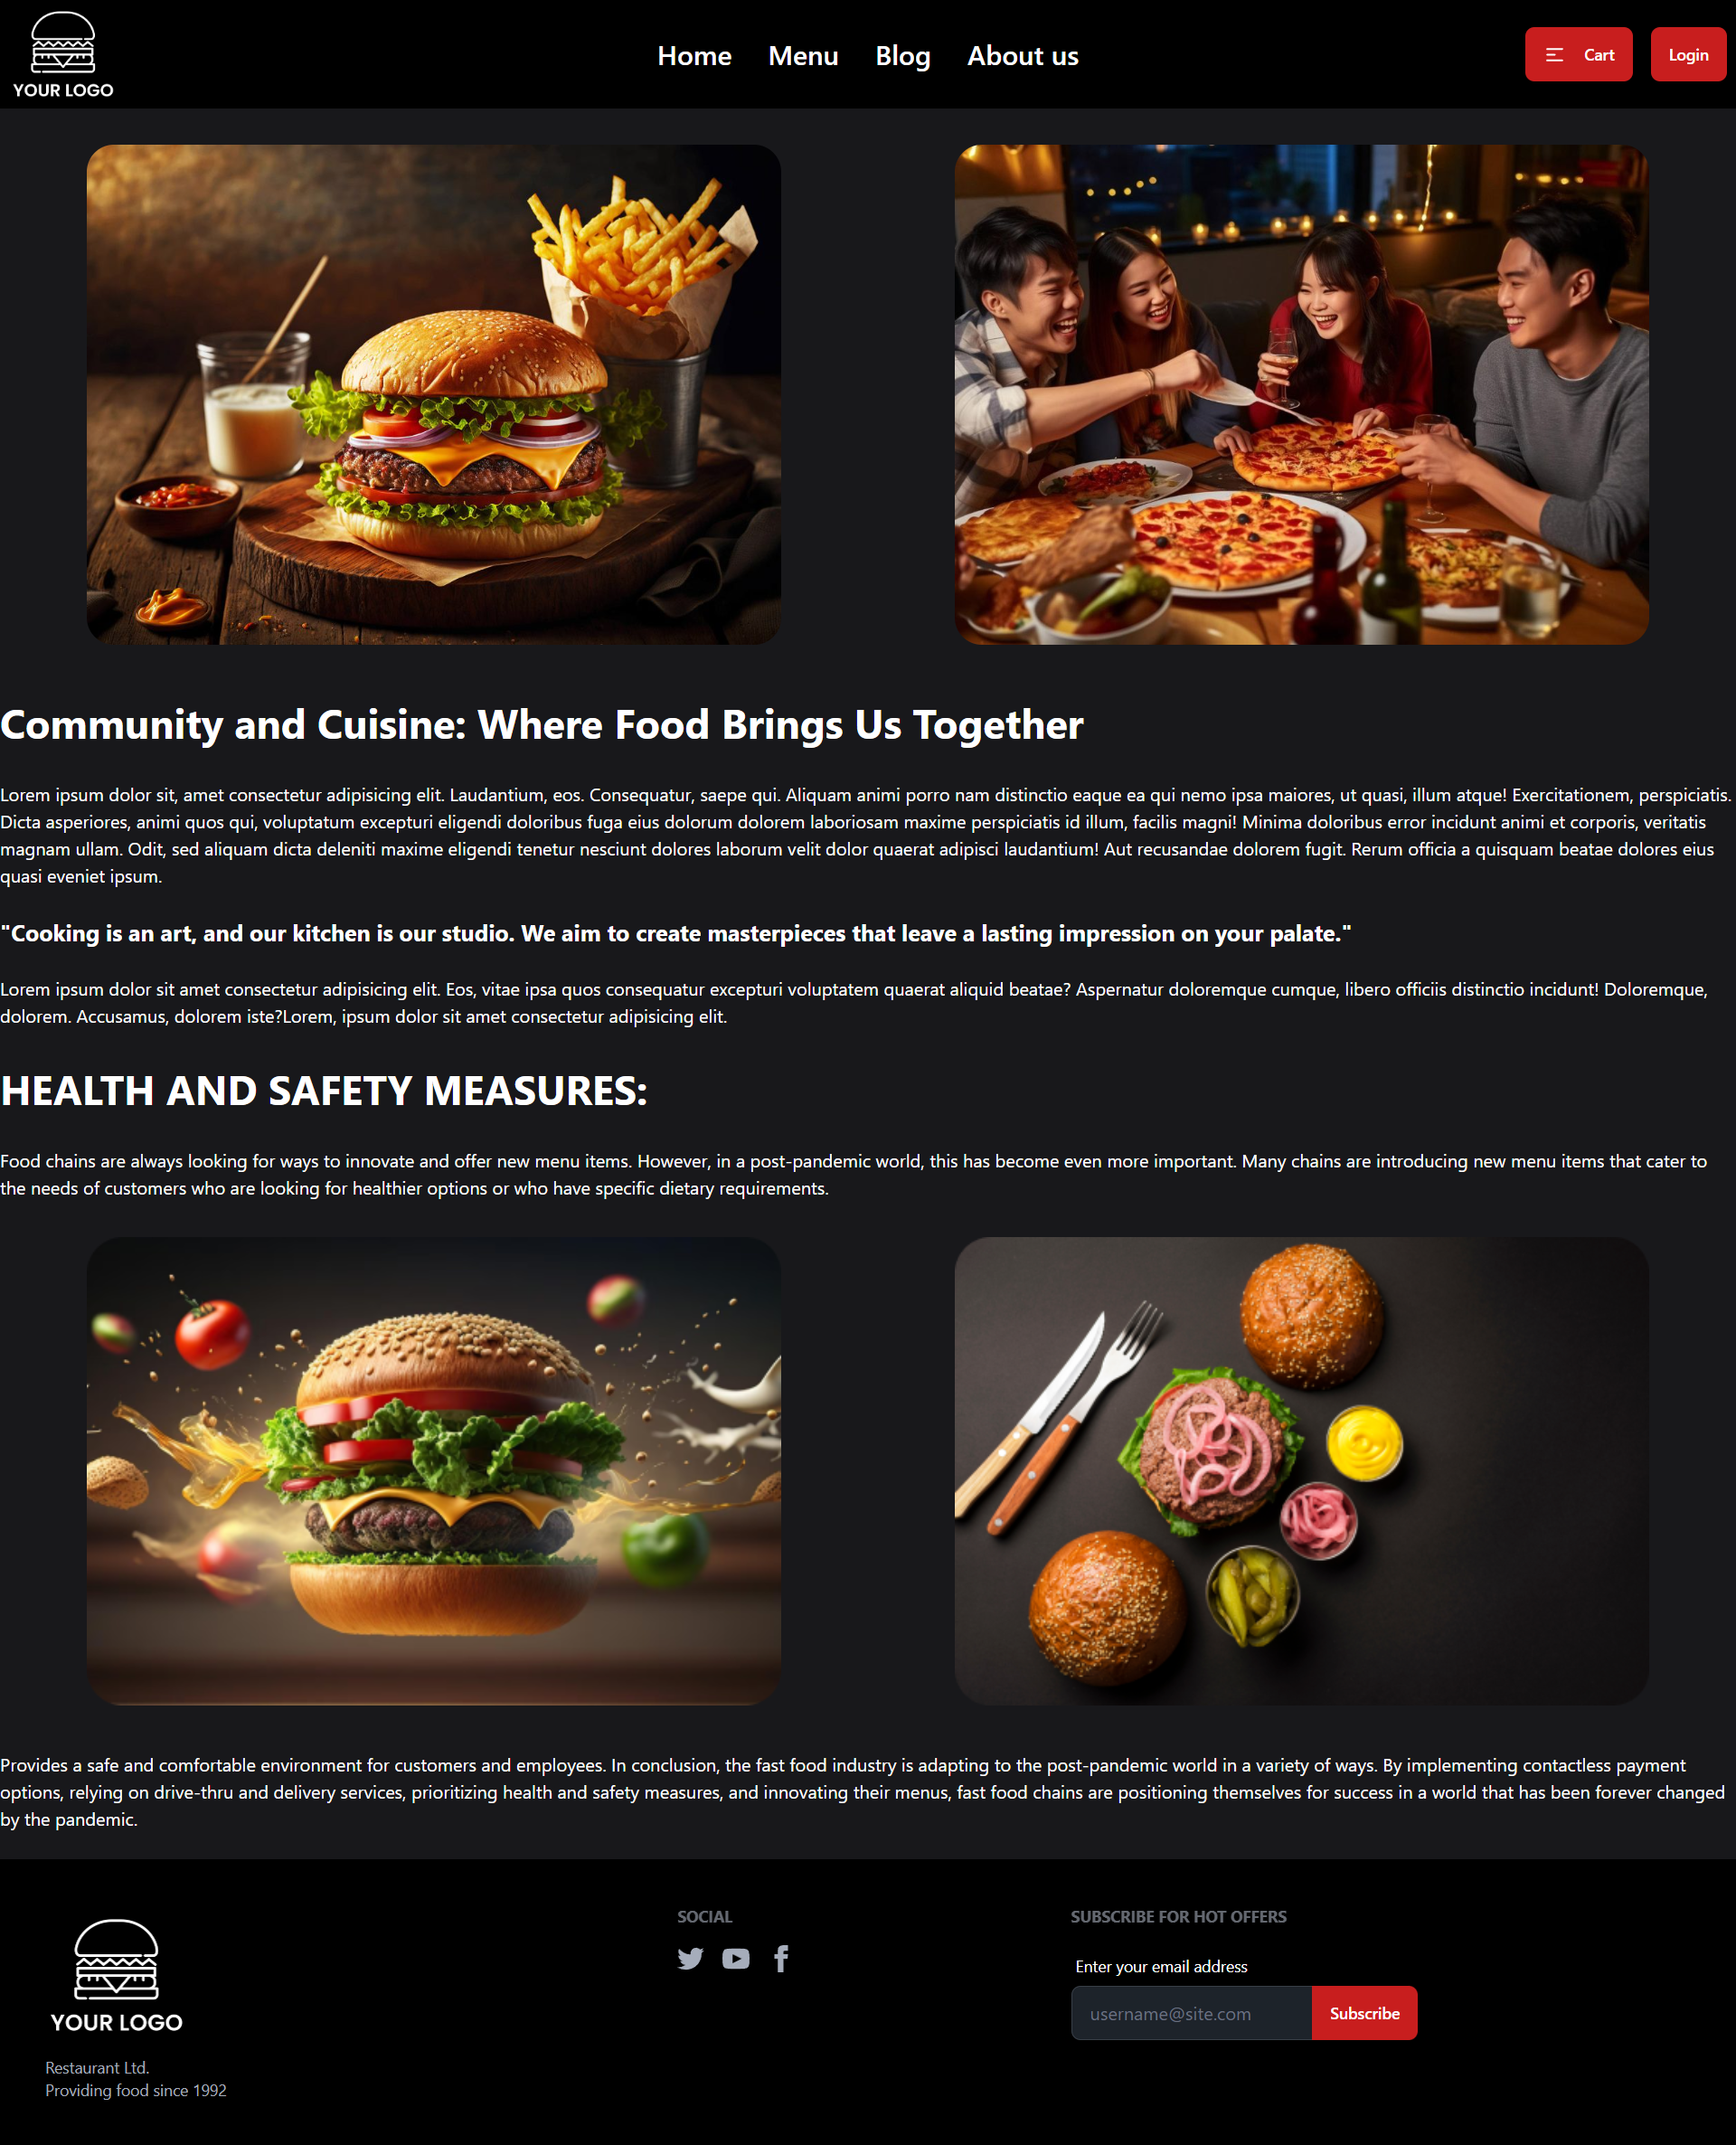 YOUR LOGO
Home Menu Blog About us
Cart Login
Community and Cuisine: Where Food Brings Us Together
Lorem ipsum dolor sit, amet consectetur adipisicing elit. Laudantium, eos. Consequatur, saepe qui. Aliquam animi porro nam distinctio eaque ea qui nemo ipsa maiores, ut quasi, illum atque! Exercitationem, perspiciatis.
Dicta asperiores, animi quos qui, voluptatum excepturi eligendi doloribus fuga eius dolorum dolorem laboriosam maxime perspiciatis id illum, facilis magni! Minima doloribus error incidunt animi et corporis, veritatis
magnam ullam. Odit, sed aliquam dicta deleniti maxime eligendi tenetur nesciunt dolores laborum velit dolor quaerat adipisci laudantium! Aut recusandae dolorem fugit. Rerum officia a quisquam beatae dolores eius
quasi eveniet ipsum.
"Cooking is an art, and our kitchen is our studio. We aim to create masterpieces that leave a lasting impression on your palate."
Lorem ipsum dolor sit amet consectetur adipisicing elit. Eos, vitae ipsa quos consequatur excepturi voluptatem quaerat aliquid beatae? Aspernatur doloremque cumque, libero officiis distinctio incidunt! Doloremque,
dolorem. Accusamus, dolorem iste?Lorem, ipsum dolor sit amet consectetur adipisicing elit.
HEALTH AND SAFETY MEASURES:
Food chains are always looking for ways to innovate and offer new menu items. However, in a post-pandemic world, this has become even more important. Many chains are introducing new menu items that cater to
the needs of customers who are looking for healthier options or who have specific dietary requirements.
Provides a safe and comfortable environment for customers and employees. In conclusion, the fast food industry is adapting to the post-pandemic world in a variety of ways. By implementing contactless payment
options, relying on drive-thru and delivery services, prioritizing health and safety measures, and innovating their menus, fast food chains are positioning themselves for success in a world that has been forever changed
by the pandemic.
YOUR LOGO
Restaurant Ltd.
Providing food since 1992
SOCIAL
SUBSCRIBE FOR HOT OFFERS
Enter your email address
username@site.com
Subscribe